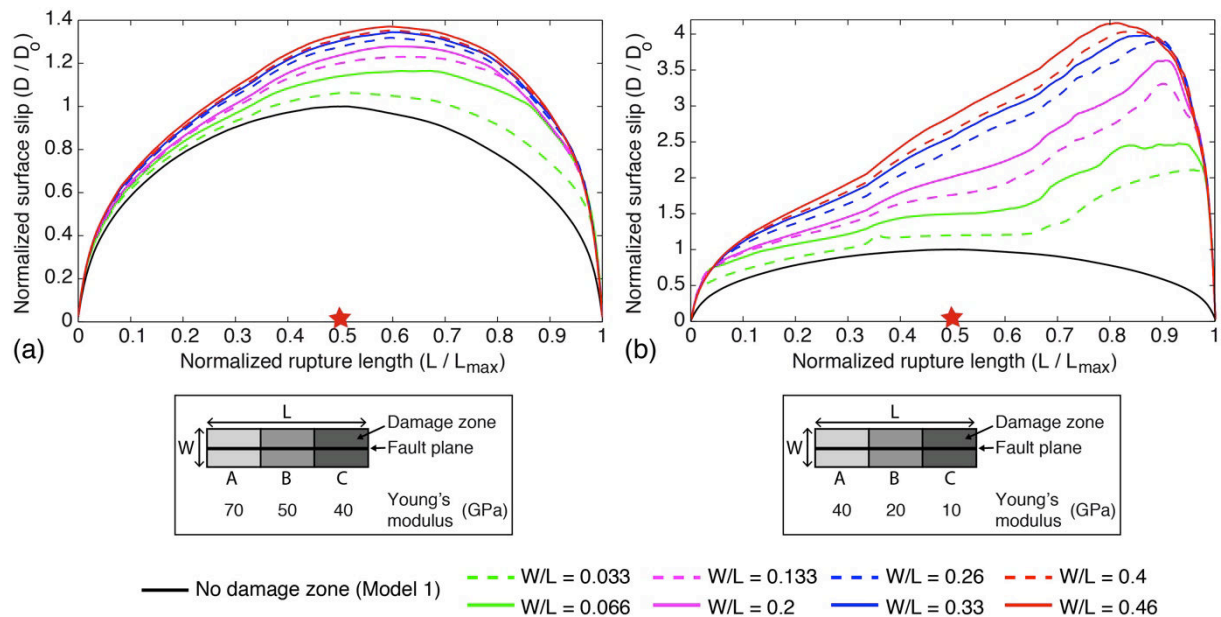 Normalized surface slip (D / Do)
1.4
1.2
1
0.8
0.6
0.4
0.2
0
0 0.1 0.2 0.3 0.4 0.5 0.6 0.7 0.8 0.9 1
(a)
Normalized rupture length (L / Lmax)
Normalized surface slip (D / Do)
4
3.5
3
2.5
2
1.5
1
0.5
0
0 0.1 0.2 0.3 0.4 0.5 0.6 0.7 0.8 0.9 1
(b)
Normalized rupture length (L / Lmax)
L
Damage zone
W
Fault plane
A B C
70 50 40 Young's modulus (GPa)
L
Damage zone
W
Fault plane
A B C
40 20 10 Young's modulus (GPa)
No damage zone (Model 1)
W/L = 0.033 W/L = 0.133 W/L = 0.26 W/L = 0.4
W/L = 0.066 W/L = 0.2 W/L = 0.33 W/L = 0.46